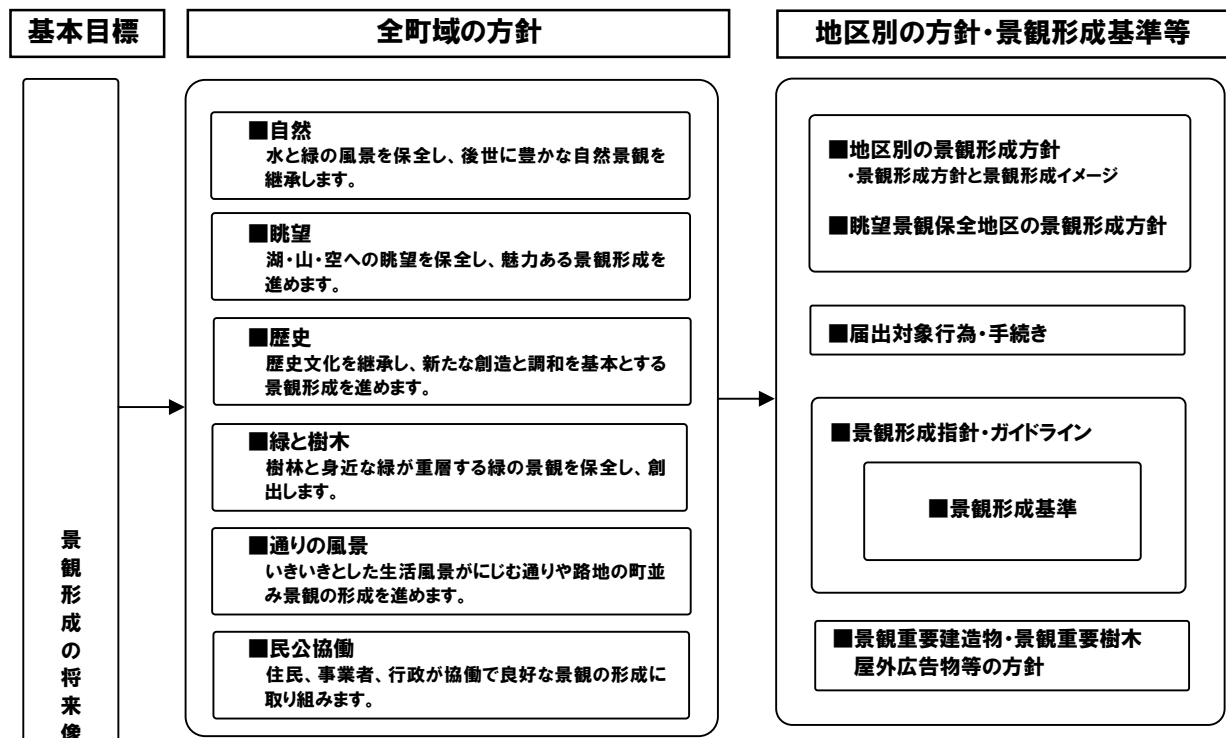 基本目標
全町域の方針
地区別の方針・景観形成基準等
景観形成の将来像
■自然
水と緑の風景を保全し、後世に豊かな自然景観を
継承します。
■眺望
湖・山・空への眺望を保全し、魅力ある景観形成を
進めます。
■歴史
歴史文化を継承し、新たな創造と調和を基本とする
景観形成を進めます。
■緑と樹木
樹林と身近な緑が重層する緑の景観を保全し、創
出します。
■通りの風景
いきいきとした生活風景がにじむ通りや路地の町並
み景観の形成を進めます。
■民公協働
住民、事業者、行政が協働で良好な景観の形成に
取り組みます。
■地区別の景観形成方針
・景観形成方針と景観形成イメージ
■眺望景観保全地区の景観形成方針
■届出対象行為・手続き
■景観形成指針・ガイドライン
■景観形成基準
■景観重要建造物・景観重要樹木
屋外広告物等の方針